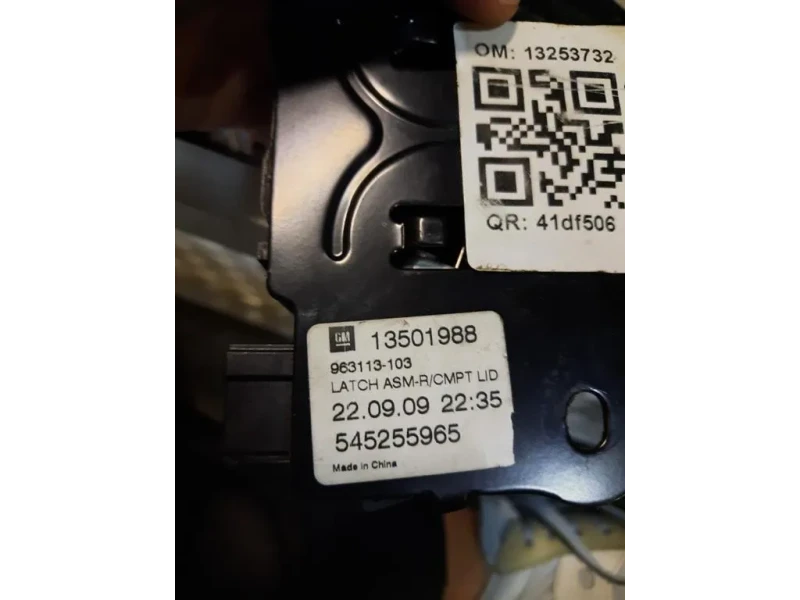 OM: 13253732
QR: 41df506
GM 13501988
963113-103
LATCH ASM-R/CMPT LID
22.09.09 22:35
545255965
Made in China